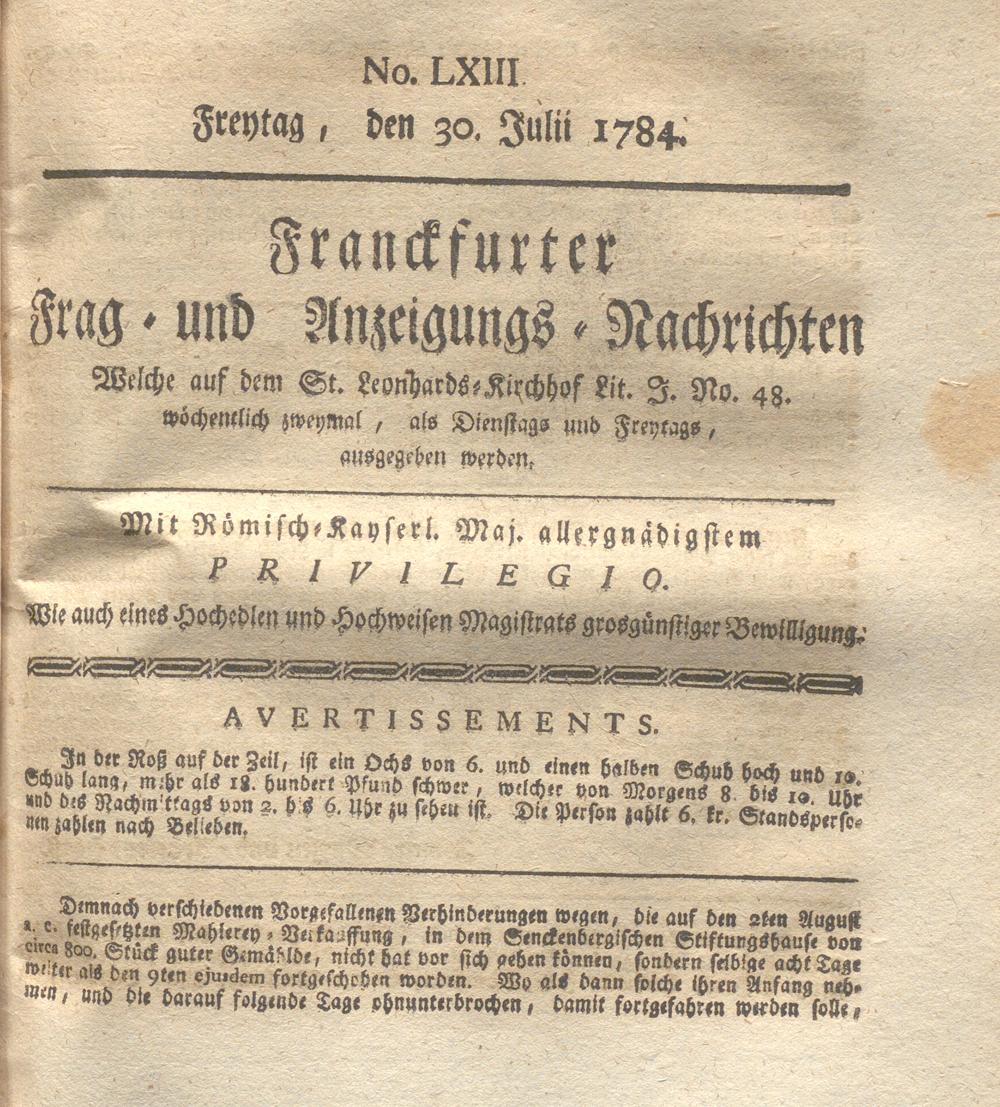 No. LXIII.
Freytag, den 30. Julii 1784.
Franckfurter
Frag- und Anzeigungs-Nachrichten
Welche auf dem St. Leonhards-Kirchhof Lit. J. No. 48.
wöchentlich zweymal, als Dienstags und Freytags,
ausgegeben werden.
Mit Römisch-Kayserl. Maj. allergnädigstem
PRIVILEGIO.
Wie auch eines Hochedlen und Hochweisen Magistrats grosgünstiger Bewilligung.
AVERTISSEMENTS.
In der Roß auf der Zeil, ist ein Ochs von 6. und einen halben Schuh hoch und 10.
Schuh lang, mehr als 18. hundert Pfund schwer, welcher von Morgens 8. bis 10. Uhr
und des Nachmittags von 2. bis 6. Uhr zu sehen ist. Die Person zahlt 6. kr. Standsperso-
nen zahlen nach Belieben.
Demnach verschiedenen Vorgefallenen Verhinderungen wegen, die auf den 2ten August
a. c. festgesetzten Mahlerey-Verkauffung, in dem Senckenbergischen Stiftungshause von
circa 800. Stück guter Gemählde, nicht hat vor sich gehen können, sondern selbige acht Tage
weiter als den 9ten ejusdem fortgeschoben worden. Wo als dann solche ihren Anfang neh-
men, und die darauf folgende Tage ohnunterbrochen, damit fortgefahren werden solle,